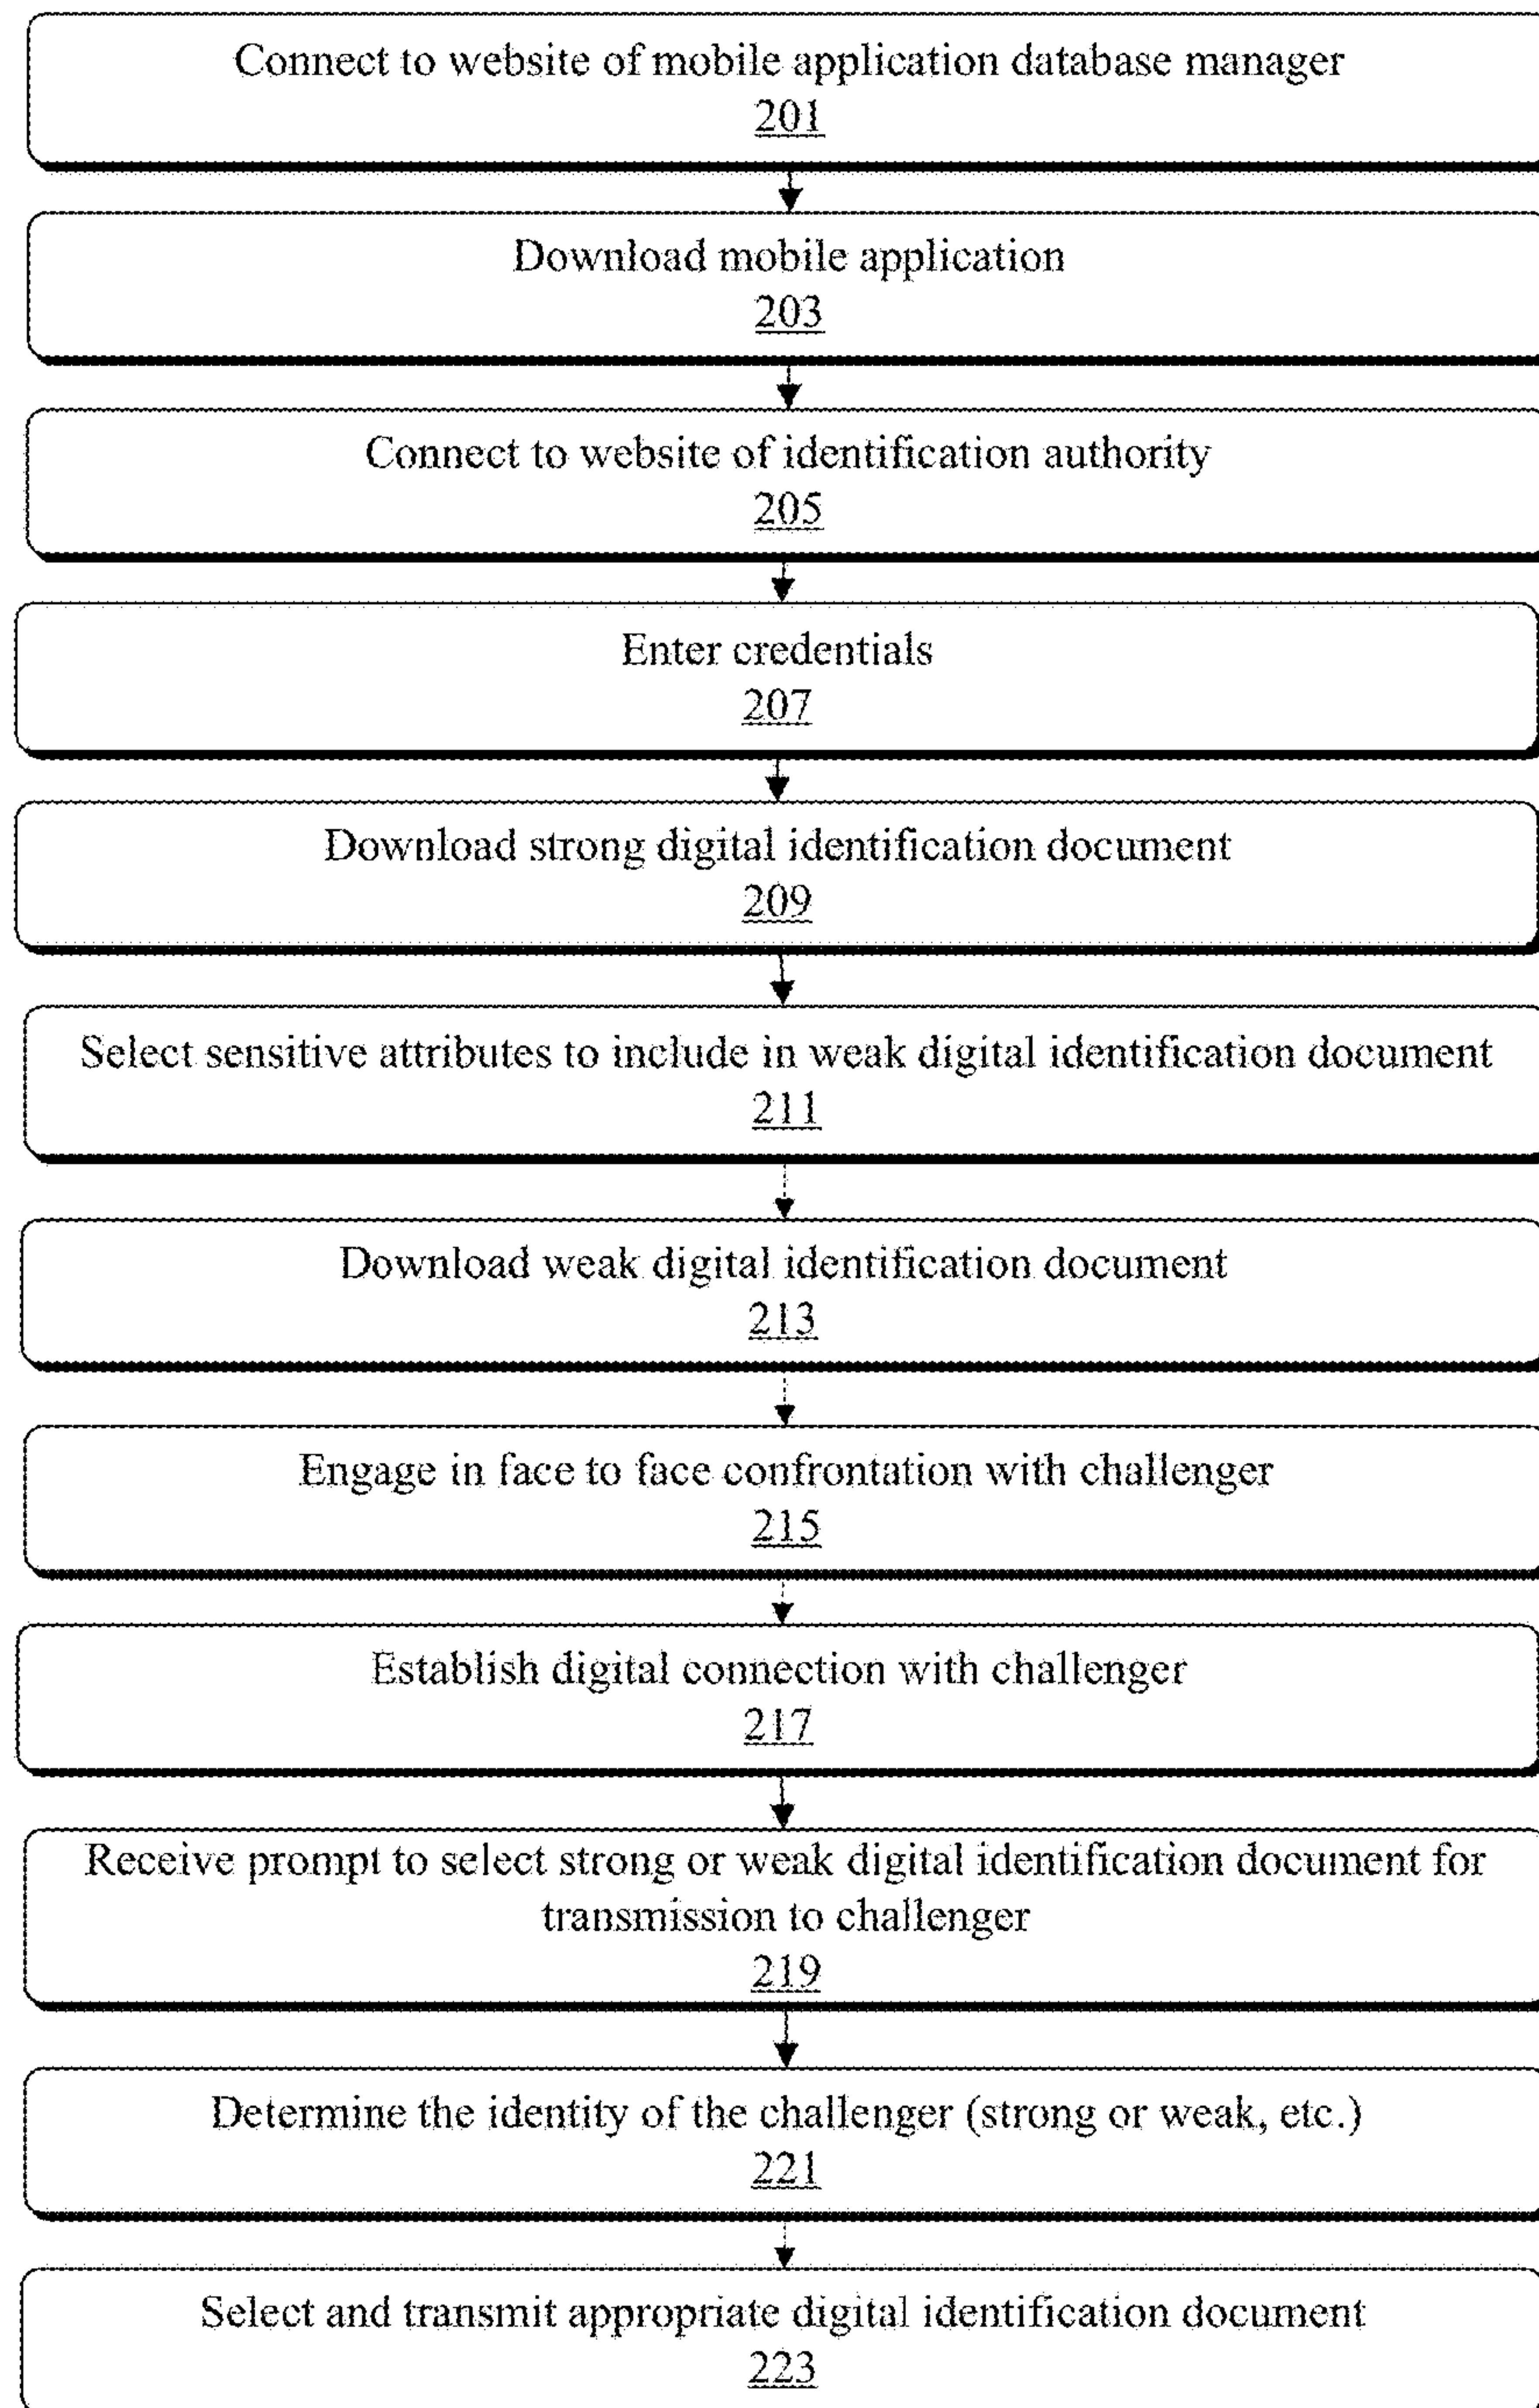 Connect to website of mobile application database manager
201
Download mobile application
203
Connect to website of identification authority
205
Enter credentials
207
Download strong digital identification document
209
Select sensitive attributes to include in weak digital identification document
211
Download weak digital identification document
213
Engage in face to face confrontation with challenger
215
Establish digital connection with challenger
217
Receive prompt to select strong or weak digital identification document for
transmission to challenger
219
Determine the identity of the challenger (strong or weak, etc.)
221
Select and transmit appropriate digital identification document
223